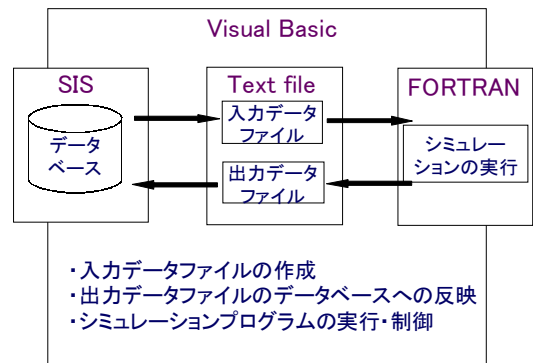 Visual Basic
SIS
データ
ベース
Text file
入力データ
ファイル
出力データ
ファイル
FORTRAN
シミュレー
ションの実行
・入力データファイルの作成
・出力データファイルのデータベースへの反映
・シミュレーションプログラムの実行・制御